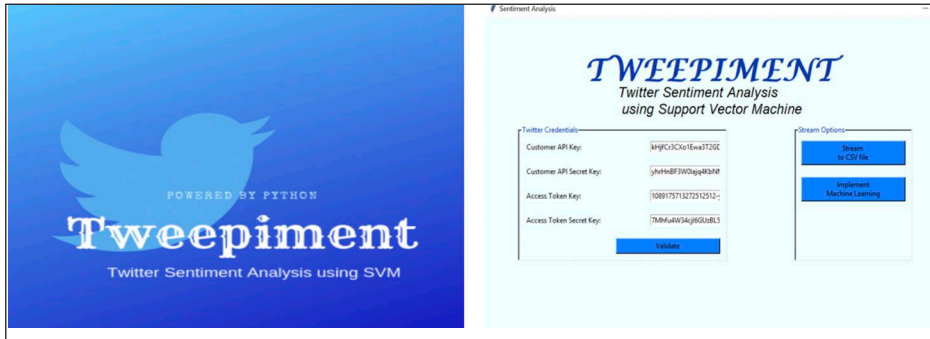 POWERED BY PYTHON
Tweepiment
Twitter Sentiment Analysis using SVM
Sentiment Analysis
TWEEPIMENT
Twitter Sentiment Analysis
using Support Vector Machine
Twitter Credentials
Customer API Key:
Customer API Secret Key:
Access Token Key:
Access Token Secret Key:
Validate
Stream Options
Stream
to CSV file
Implement
Machine Learning